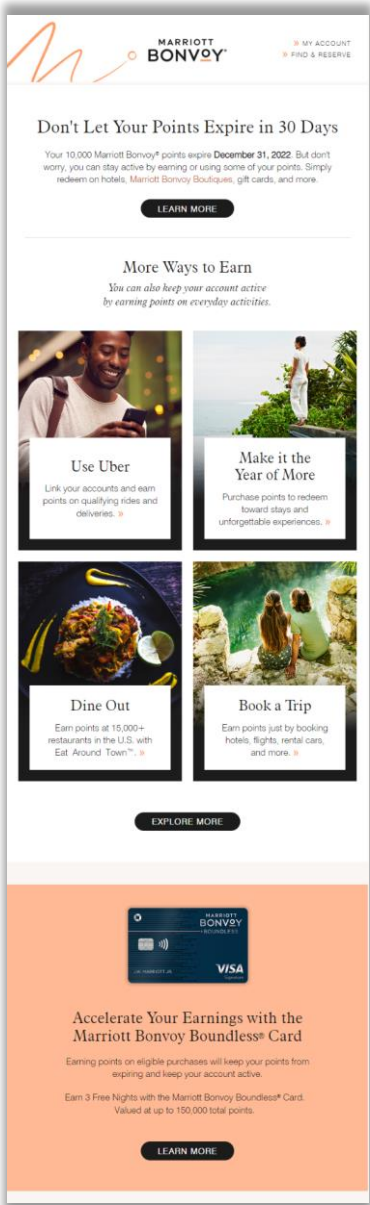 MARRIOTT
BONVOY®
» MY ACCOUNT
» FIND & RESERVE
Don't Let Your Points Expire in 30 Days
Your 10,000 Marriott Bonvoy® points expire December 31, 2022. But don't
worry, you can stay active by earning or using some of your points. Simply
redeem on hotels, Marriott Bonvoy Boutiques, gift cards, and more.
LEARN MORE
More Ways to Earn
You can also keep your account active
by earning points on everyday activities.
Use Uber
Link your accounts and earn
points on qualifying rides and
deliveries. »
Make it the
Year of More
Purchase points to redeem
toward stays and
unforgettable experiences. »
Dine Out
Earn points at 15,000+
restaurants in the U.S. with
Eat Around Town™. »
Book a Trip
Earn points just by booking
hotels, flights, rental cars,
and more. »
EXPLORE MORE
MARRIOTT
BONVOY
BOUNDLESS
VISA
Signature
Accelerate Your Earnings with the
Marriott Bonvoy Boundless® Card
Earning points on eligible purchases will keep your points from
expiring and keep your account active.
Earn 3 Free Nights with the Marriott Bonvoy Boundless® Card.
Valued at up to 150,000 total points.
LEARN MORE